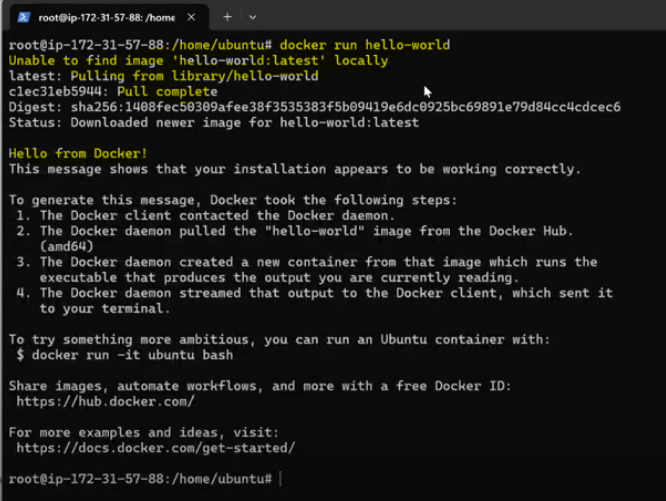 root@ip-172-31-57-88: /home
root@ip-172-31-57-88:/home/ubuntu# docker run hello-world
Unable to find image 'hello-world:latest' locally
latest: Pulling from library/hello-world
c1ec31eb5944: Pull complete
Digest: sha256:1408fec50309afee38f3535383f5b09419e6dc0925bc69891e79d84cc4cdcec6
Status: Downloaded newer image for hello-world:latest
Hello from Docker!
This message shows that your installation appears to be working correctly.
To generate this message, Docker took the following steps:
1. The Docker client contacted the Docker daemon.
2. The Docker daemon pulled the "hello-world" image from the Docker Hub.
(amd64)
3. The Docker daemon created a new container from that image which runs the
executable that produces the output you are currently reading.
4. The Docker daemon streamed that output to the Docker client, which sent it
to your terminal.
To try something more ambitious, you can run an Ubuntu container with:
$ docker run -it ubuntu bash
Share images, automate workflows, and more with a free Docker ID:
https://hub.docker.com/
For more examples and ideas, visit:
https://docs.docker.com/get-started/
root@ip-172-31-57-88:/home/ubuntu#